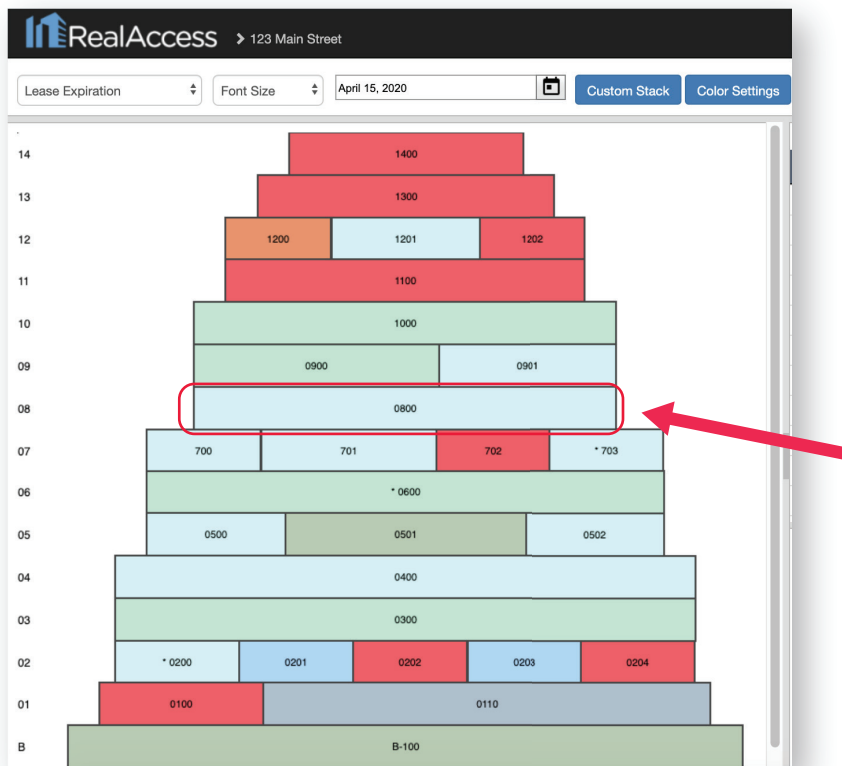 RealAccess > 123 Main Street
Lease Expiration Font Size April 15, 2020 Custom Stack Color Settings
14 1400
13 1300
12 1200 1201 1202
11 1100
10 1000
09 0900 0901
08 0800
07 700 701 702 * 703
06 * 0600
05 0500 0501 0502
04 0400
03 0300
02 * 0200 0201 0202 0203 0204
01 0100 0110
B B-100